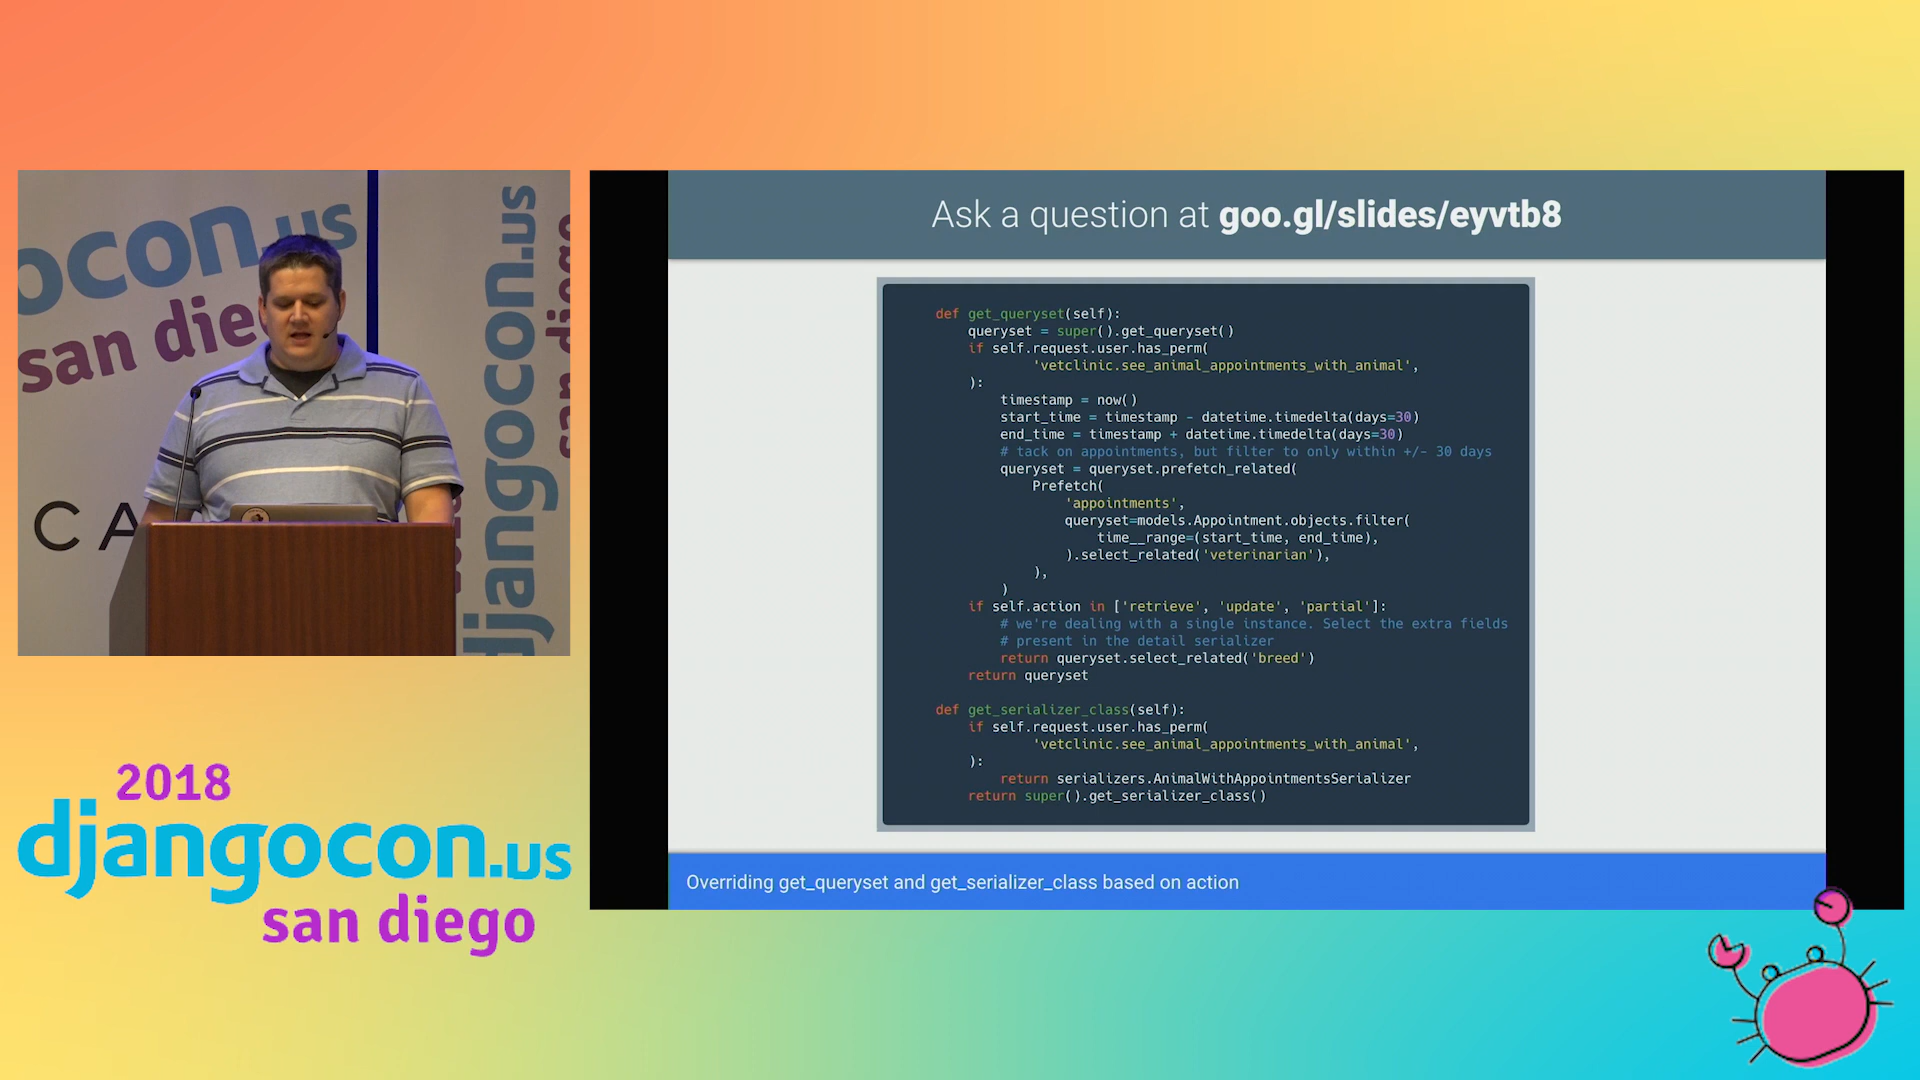 Ask a question at goo.gl/slides/eyvtb8
def get_queryset(self):
    queryset = super().get_queryset()
    if self.request.user.has_perm(
            'vetclinic.see_animal_appointments_with_animal',
    ):
        timestamp = now()
        start_time = timestamp - datetime.timedelta(days=30)
        end_time = timestamp + datetime.timedelta(days=30)
        # tack on appointments, but filter to only within +/- 30 days
        queryset = queryset.prefetch_related(
            Prefetch(
                'appointments',
                queryset=models.Appointment.objects.filter(
                    time__range=(start_time, end_time),
                ).select_related('veterinarian'),
            ),
        )
    if self.action in ['retrieve', 'update', 'partial']:
        # we're dealing with a single instance. Select the extra fields
        # present in the detail serializer
        return queryset.select_related('breed')
    return queryset
def get_serializer_class(self):
    if self.request.user.has_perm(
            'vetclinic.see_animal_appointments_with_animal',
    ):
        return serializers.AnimalWithAppointmentsSerializer
    return super().get_serializer_class()
Overriding get_queryset and get_serializer_class based on action
ocon.us
san die
CA
djangocon.us
san diego
2018
djangocon.us
san diego